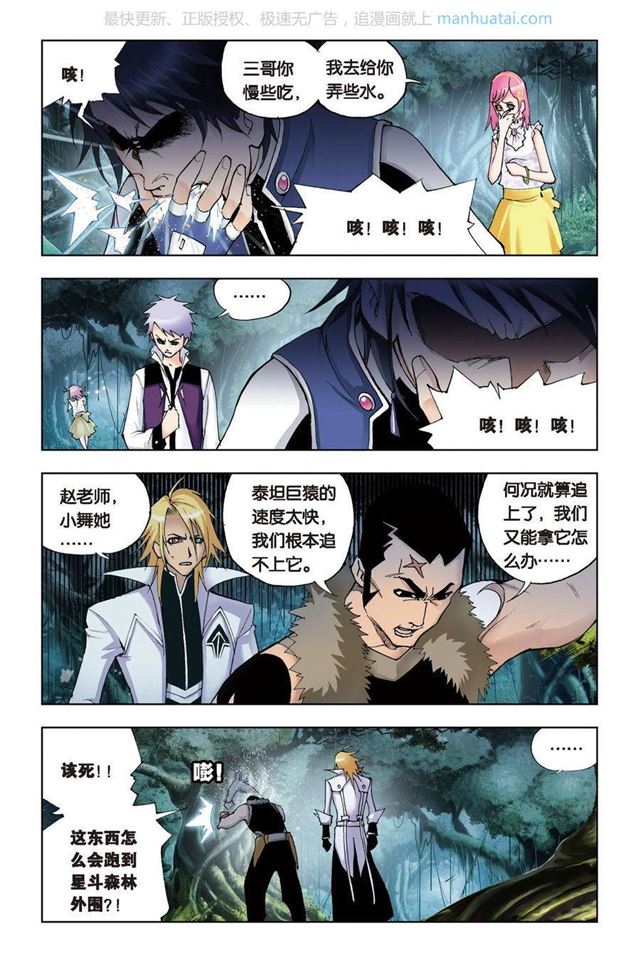 最快更新、正版授权、极速无广告，追漫画就上 manhuatai.com
咳！
三哥你
慢些吃，
我去给你
弄些水。
咳！咳！咳！
……
咳！咳！咳！
赵老师，
小舞她
……
泰坦巨猿的
速度太快，
我们根本追
不上它。
何况就算追
上了，我们
又能拿它怎
么办……
该死！！
嘭！
……
这东西怎
么会跑到
星斗森林
外围？！